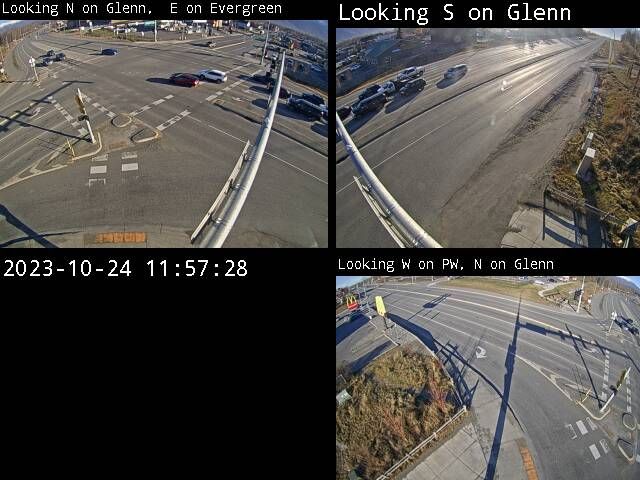 Looking N on Glenn, E on Evergreen
Looking S on Glenn
2023-10-24 11:57:28
Looking W on PW, N on Glenn